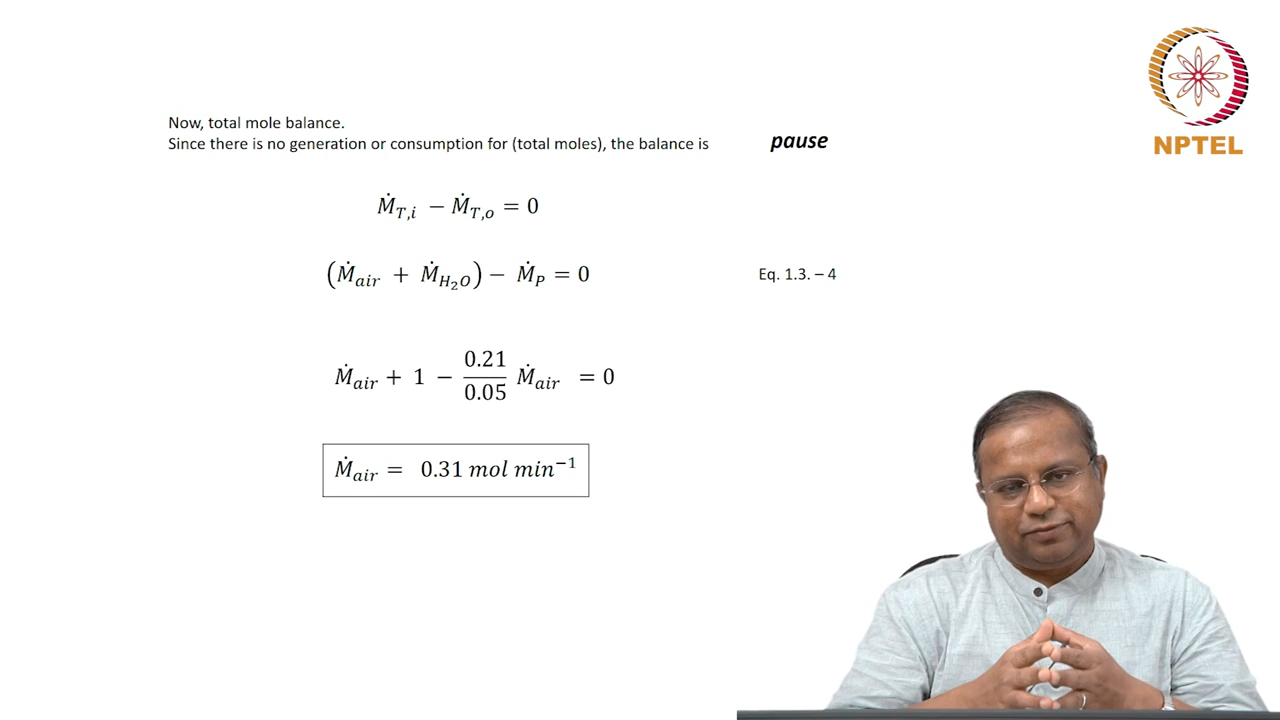 Now, total mole balance.
Since there is no generation or consumption for (total moles), the balance is
pause
Ṁ_{T,i} − Ṁ_{T,o} = 0
(Ṁ_{air} + Ṁ_{H₂O}) − Ṁ_P = 0
Eq. 1.3. – 4
Ṁ_{air} + 1 − \frac{0.21}{0.05} Ṁ_{air} = 0
Ṁ_{air} = 0.31 mol min⁻¹
NPTEL